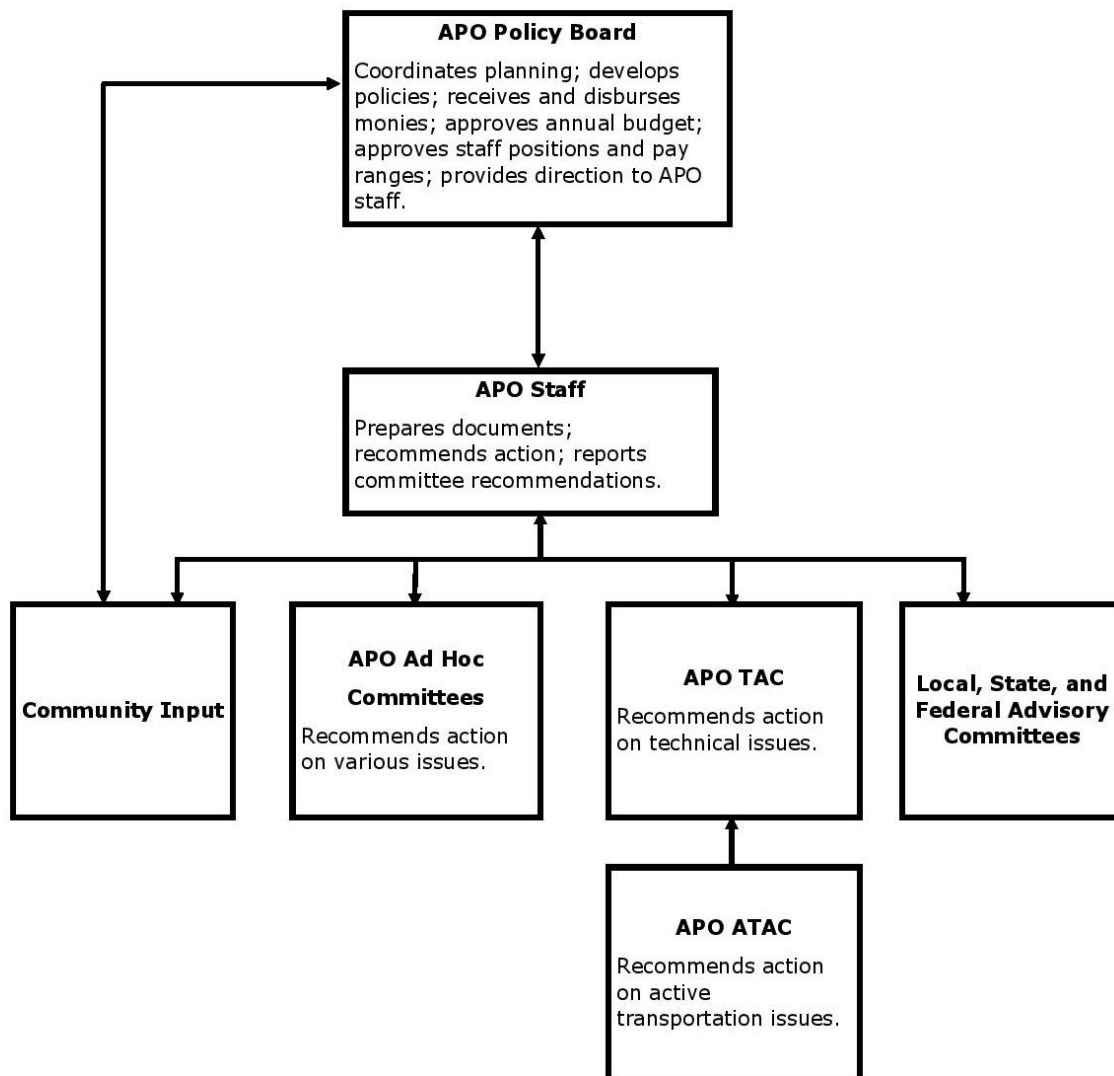 APO Policy Board
Coordinates planning; develops
policies; receives and disburses
monies; approves annual budget;
approves staff positions and pay
ranges; provides direction to APO
staff.
APO Staff
Prepares documents;
recommends action; reports
committee recommendations.
Community Input
APO Ad Hoc
Committees
Recommends action
on various issues.
APO TAC
Recommends action
on technical issues.
Local, State, and
Federal Advisory
Committees
APO ATAC
Recommends action
on active
transportation issues.